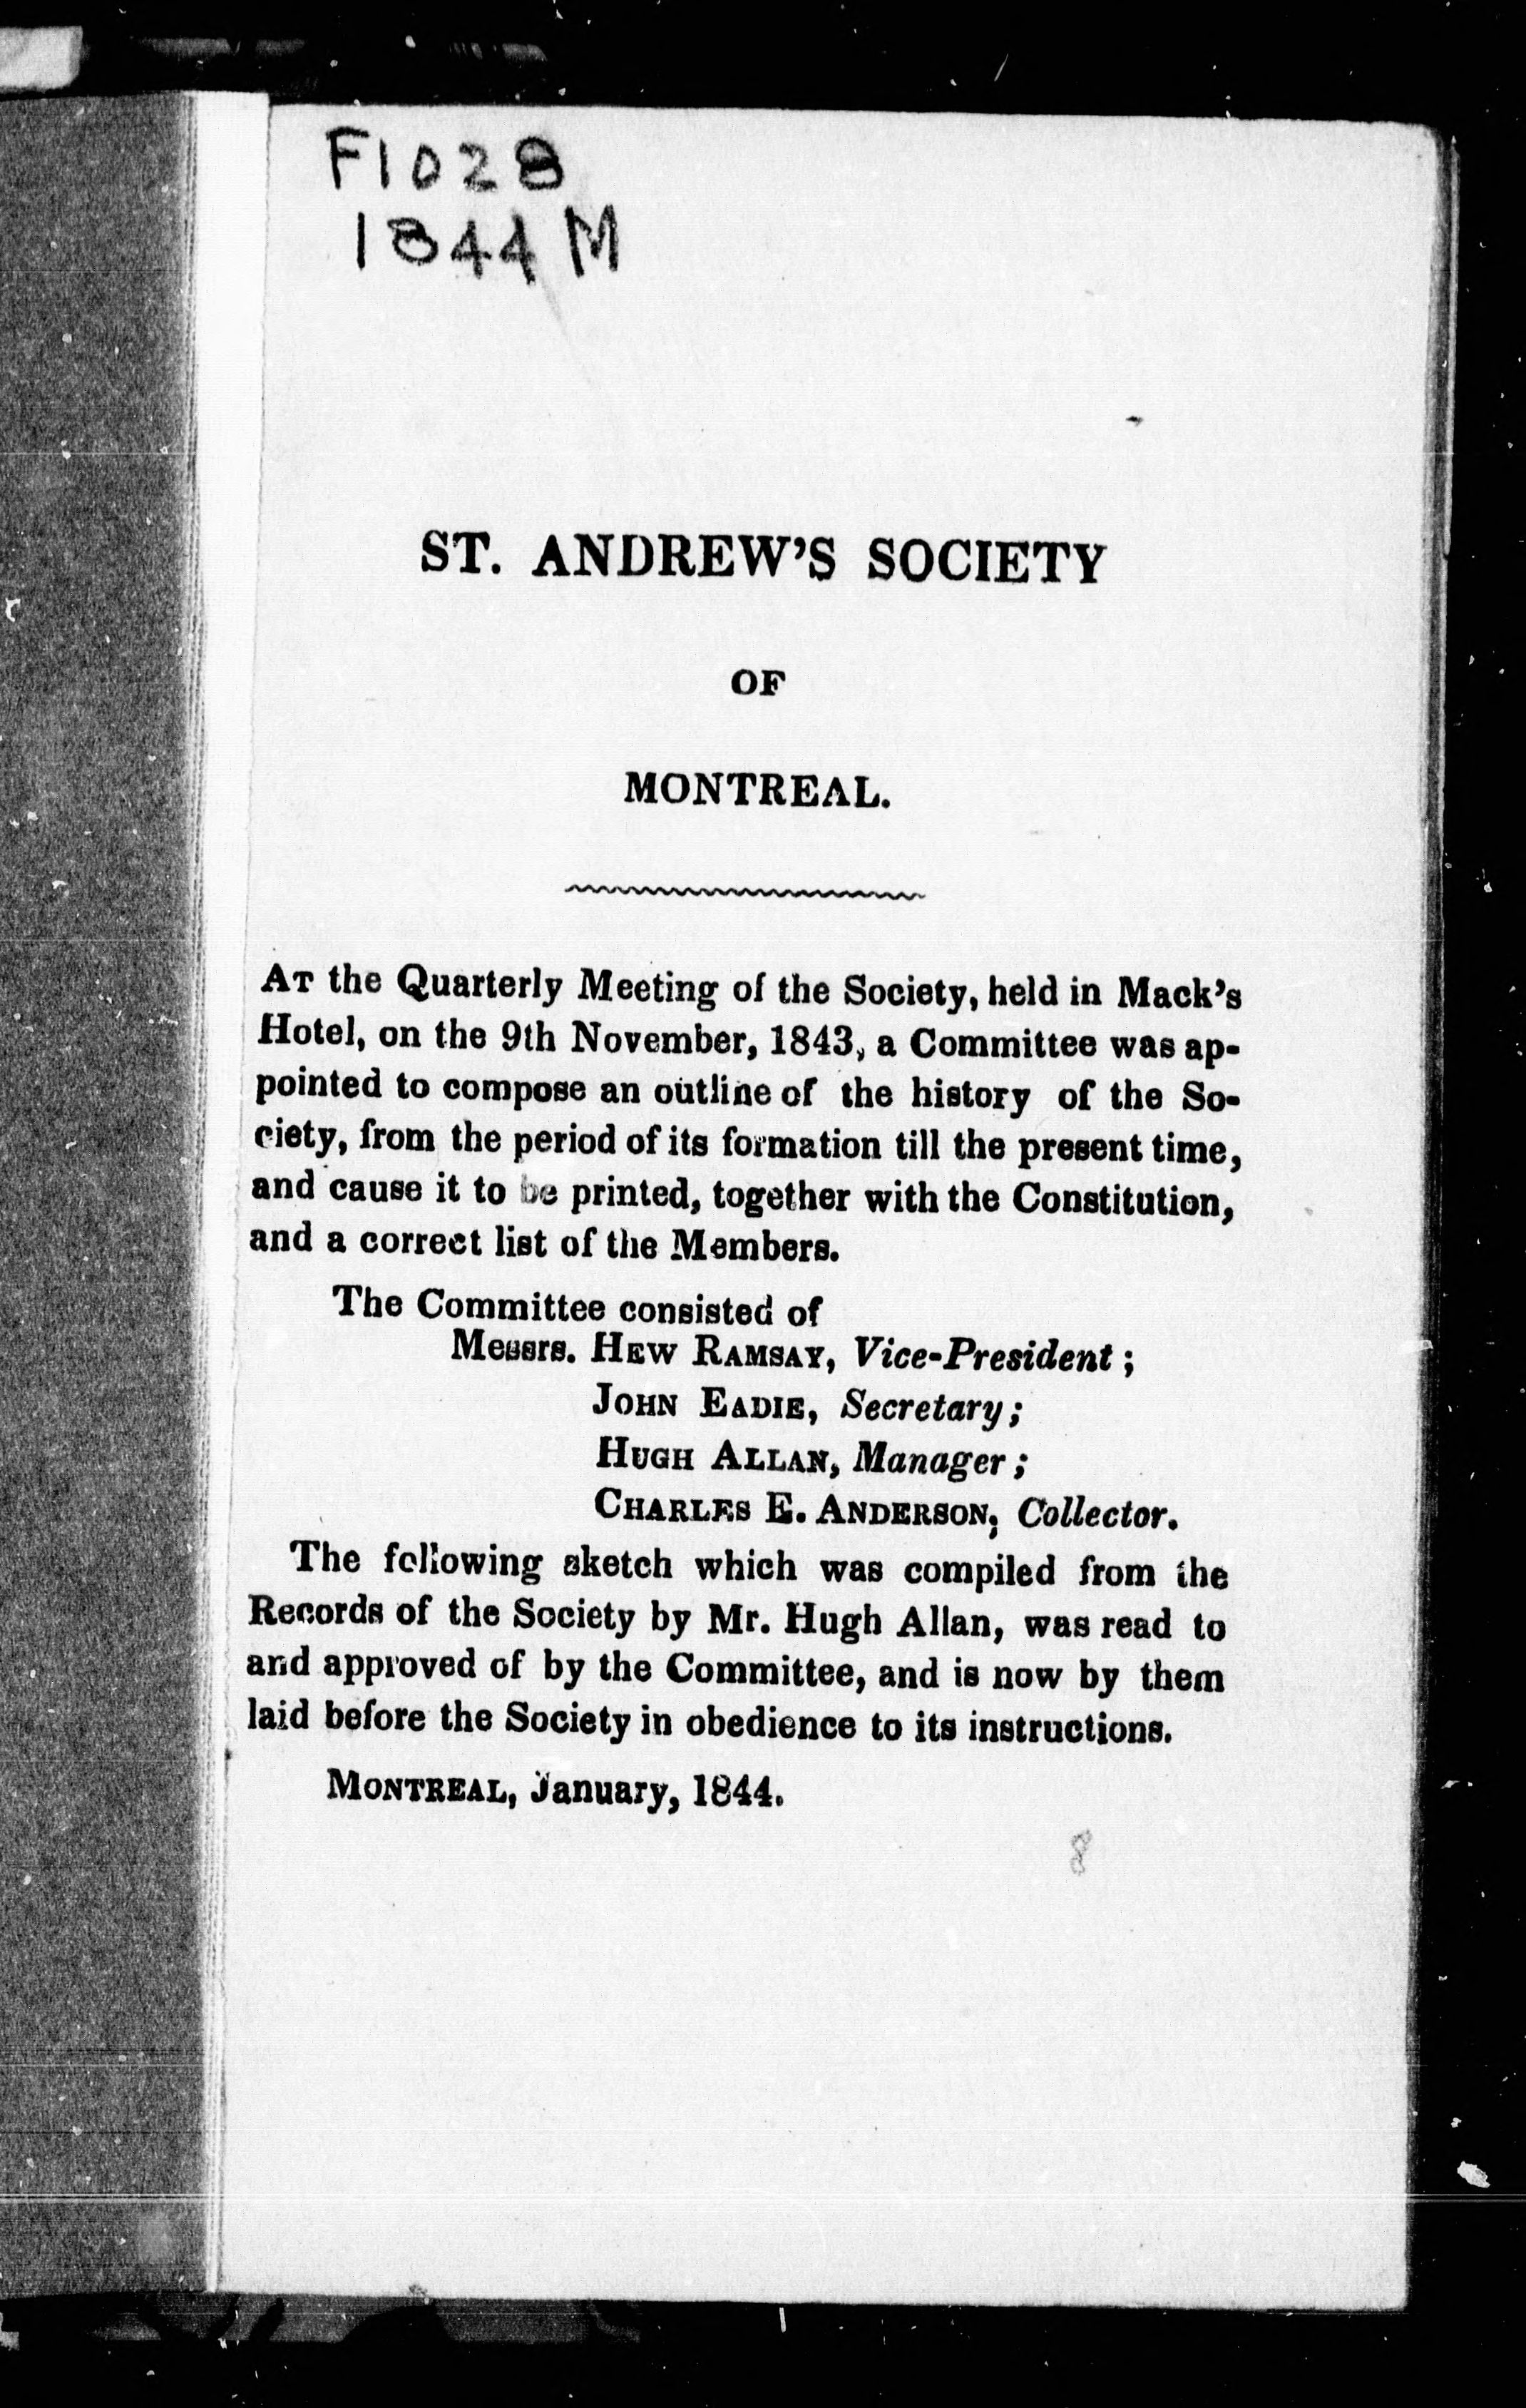 F1028
1844 M
ST. ANDREW'S SOCIETY
OF
MONTREAL.
AT the Quarterly Meeting of the Society, held in Mack's
Hotel, on the 9th November, 1843, a Committee was ap-
pointed to compose an outline of the history of the So-
ciety, from the period of its formation till the present time,
and cause it to be printed, together with the Constitution,
and a correct list of the Members.
The Committee consisted of
Messrs. HEW RAMSAY, Vice-President;
JOHN EADIE, Secretary;
HUGH ALLAN, Manager;
CHARLES E. ANDERSON, Collector.
The following sketch which was compiled from the
Records of the Society by Mr. Hugh Allan, was read to
and approved of by the Committee, and is now by them
laid before the Society in obedience to its instructions.
MONTREAL, January, 1844.
8